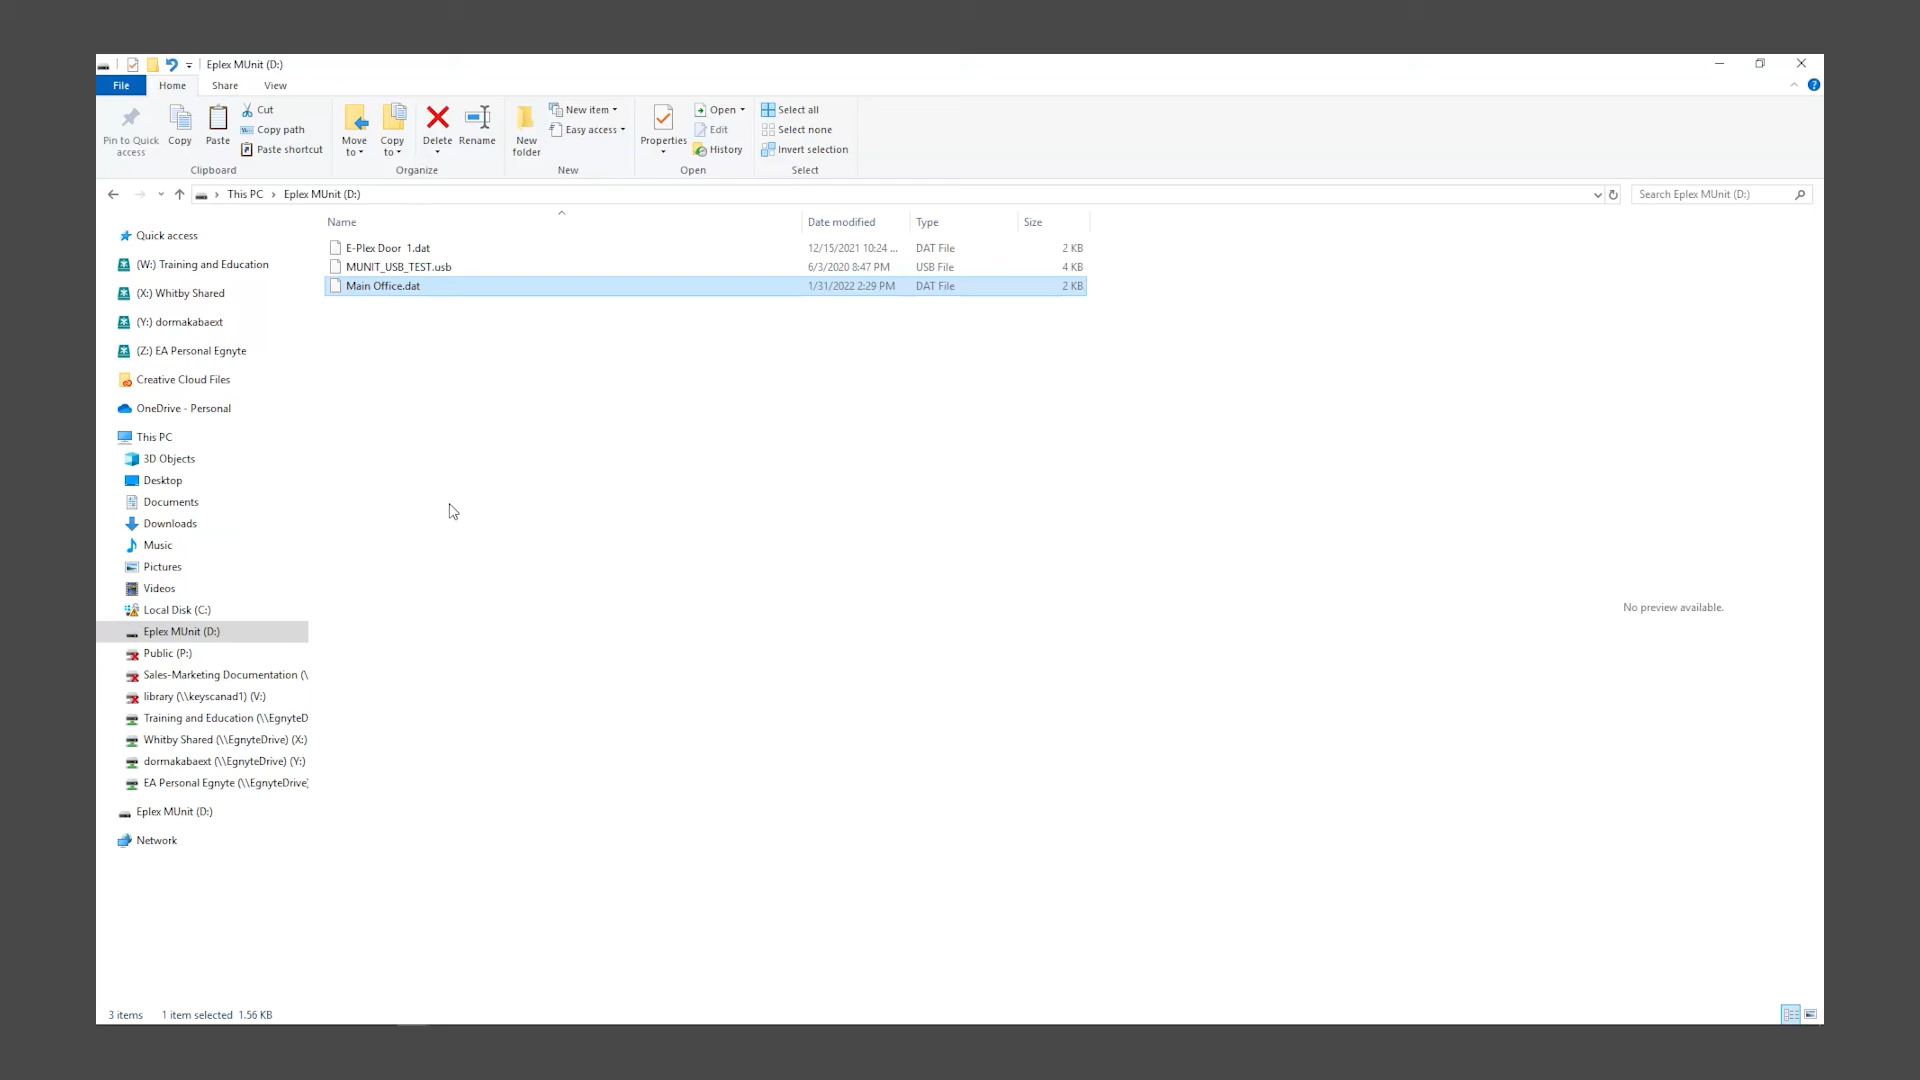 Eplex MUnit (D:)
File Home Share View
Pin to Quick access
Copy
Paste
Cut
Copy path
Paste shortcut
Clipboard
Move to
Copy to
Delete
Rename
Organize
New folder
New item
Easy access
New
Properties
Open
Edit
History
Open
Select all
Select none
Invert selection
Select
This PC > Eplex MUnit (D:)
Search Eplex MUnit (D:)
Name Date modified Type Size
E-Plex Door 1.dat 12/15/2021 10:24 ... DAT File 2 KB
MUNIT_USB_TEST.usb 6/3/2020 8:47 PM USB File 4 KB
Main Office.dat 1/31/2022 2:29 PM DAT File 2 KB
Quick access
(W:) Training and Education
(X:) Whitby Shared
(Y:) dormakabaext
(Z:) EA Personal Egnyte
Creative Cloud Files
OneDrive - Personal
This PC
3D Objects
Desktop
Documents
Downloads
Music
Pictures
Videos
Local Disk (C:)
Eplex MUnit (D:)
Public (P:)
Sales-Marketing Documentation (\
library (\\keyscanad1) (V:)
Training and Education (\\EgnyteD
Whitby Shared (\\EgnyteDrive) (X:)
dormakabaext (\\EgnyteDrive) (Y:)
EA Personal Egnyte (\\EgnyteDrive)
Eplex MUnit (D:)
Network
No preview available.
3 items 1 item selected 1.56 KB